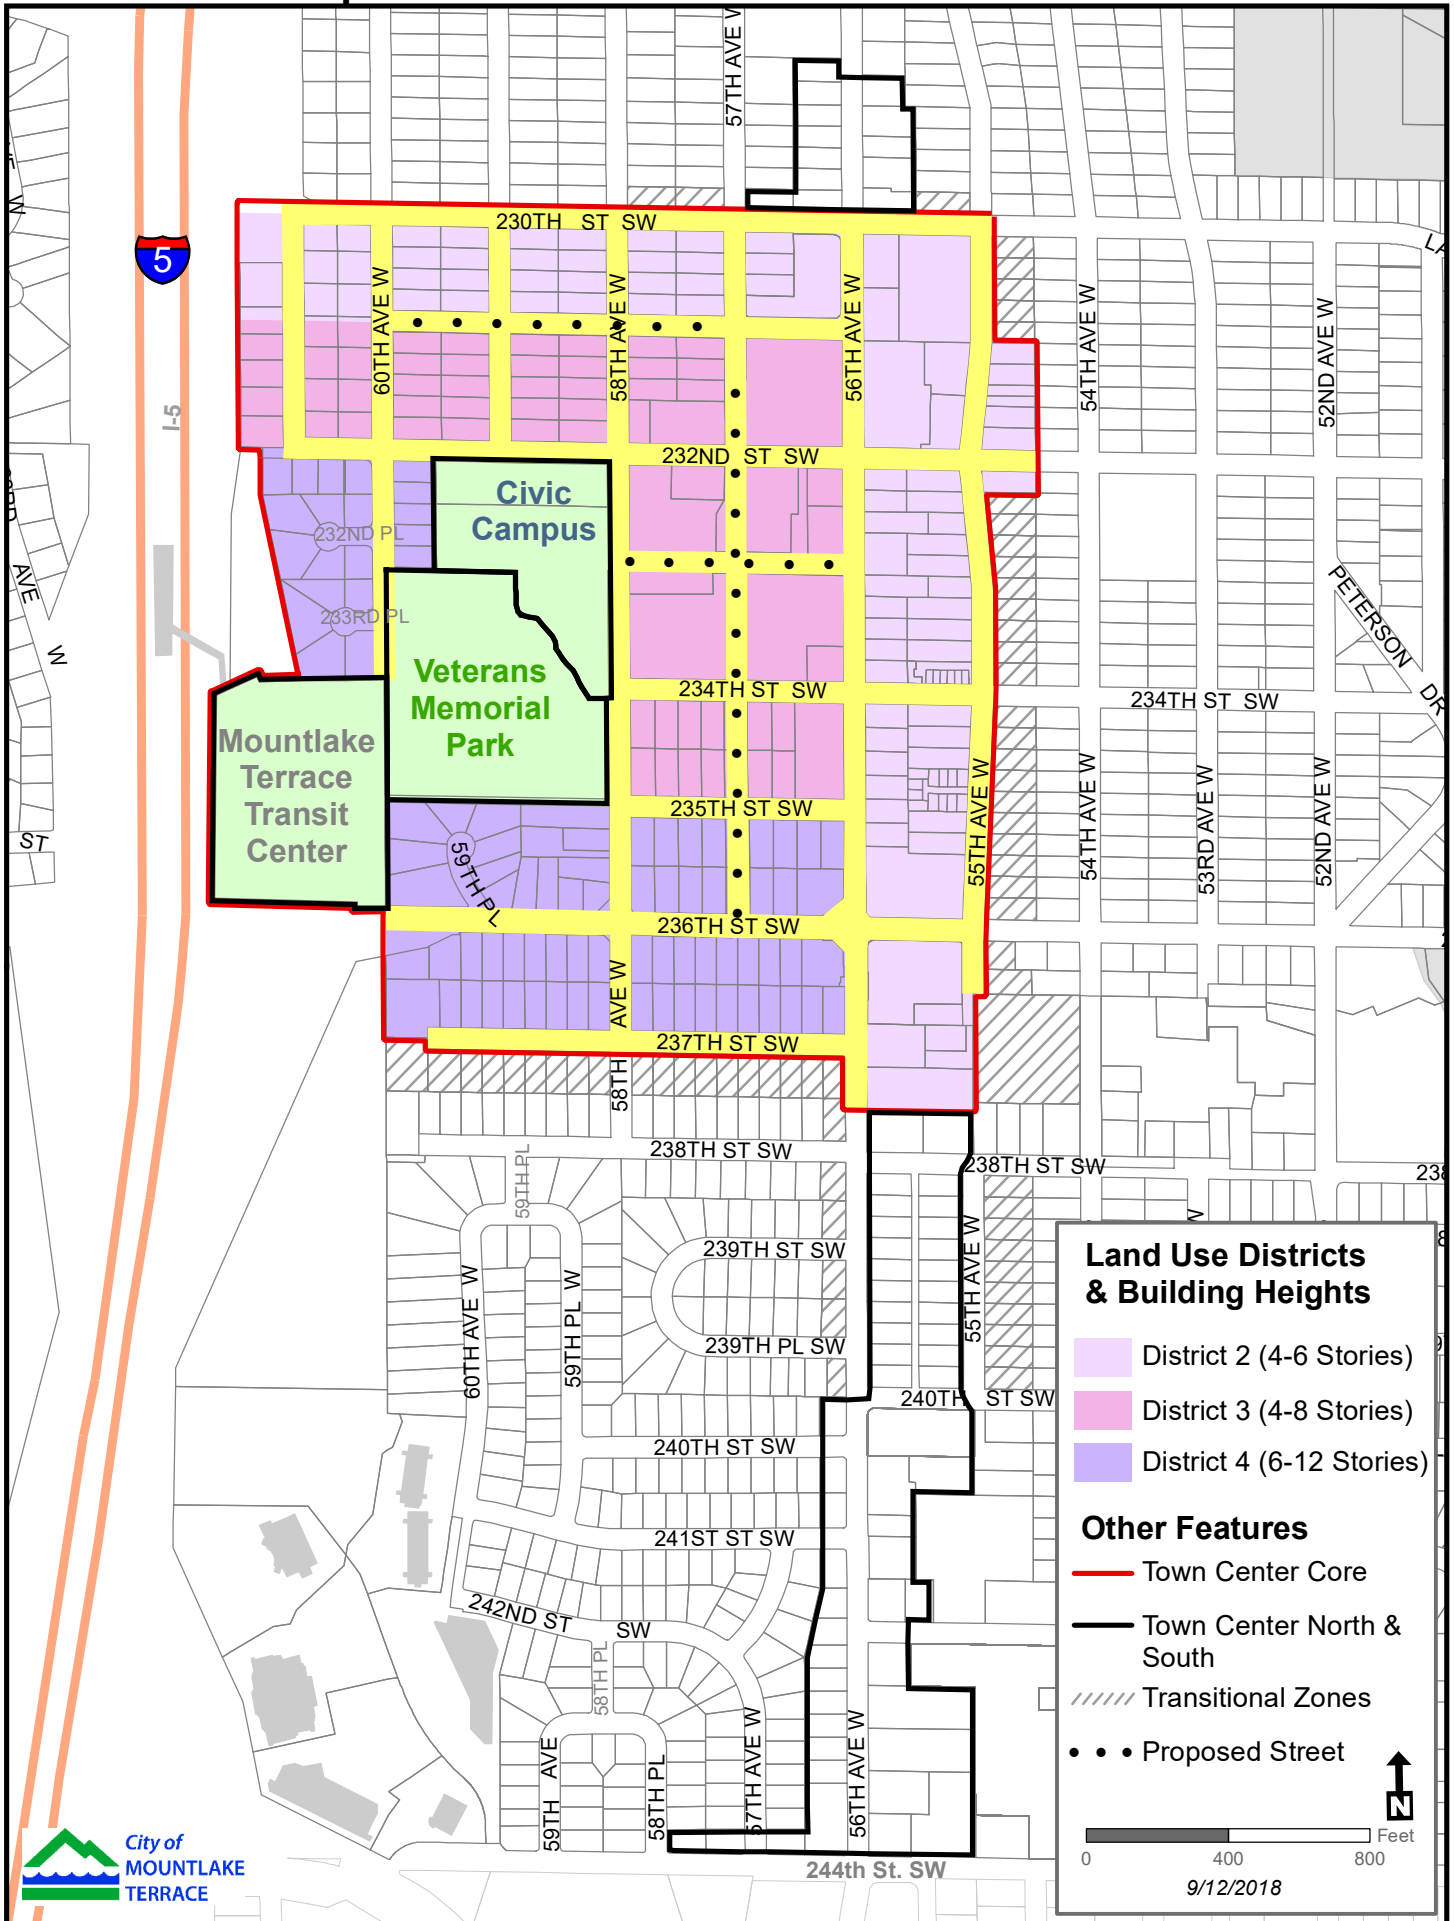 57TH AVE W
W
5
I-5
230TH ST SW
LA
60TH AVE W
58TH AVE W
56TH AVE W
54TH AVE W
52ND AVE W
232ND ST SW
Civic
Campus
232ND PL
233RD PL
AVE
W
PETERSON
DR
Veterans
Memorial
Park
234TH ST SW
234TH ST SW
Mountlake
Terrace
Transit
Center
ST
235TH ST SW
59TH PL
55TH AVE W
54TH AVE W
53RD AVE W
52ND AVE W
236TH ST SW
58TH AVE W
237TH ST SW
238TH ST SW
238TH ST SW
238
59TH PL
239TH ST SW
60TH AVE W
59TH PL W
55TH AVE W
239TH PL SW
240TH ST SW
240TH ST SW
241ST ST SW
242ND ST SW
58TH PL
59TH AVE
58TH PL
57TH AVE W
56TH AVE W
244th St. SW
Land Use Districts
& Building Heights
District 2 (4-6 Stories)
District 3 (4-8 Stories)
District 4 (6-12 Stories)
Other Features
Town Center Core
Town Center North &
South
Transitional Zones
Proposed Street
N
Feet
0 400 800
9/12/2018
City of
MOUNTLAKE
TERRACE